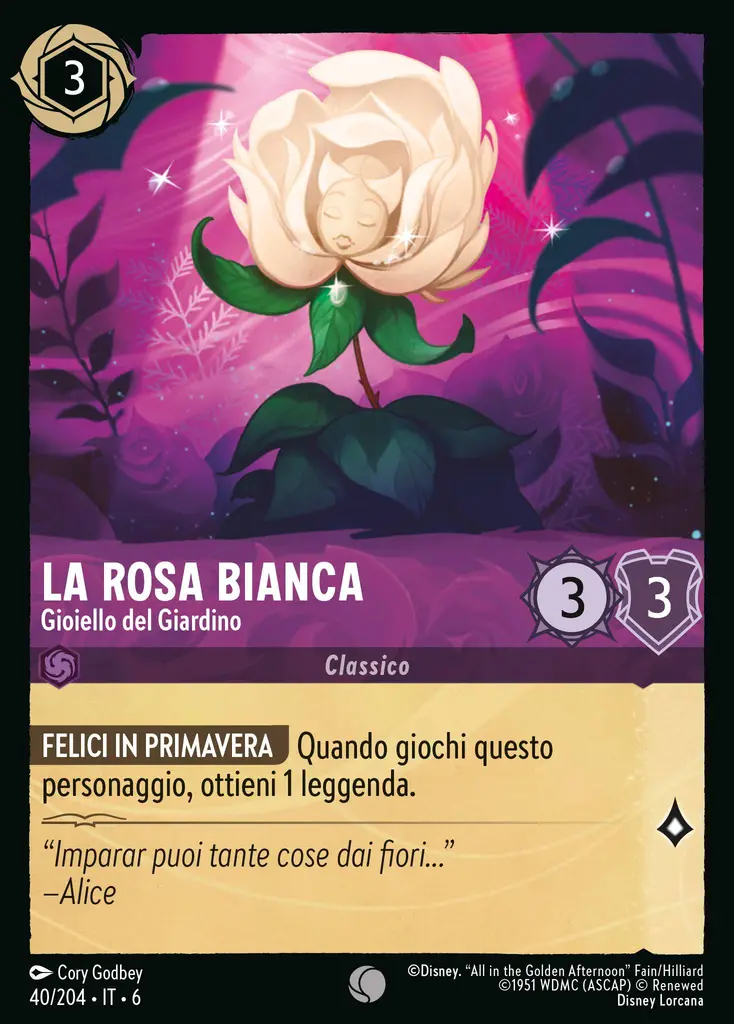 3
LA ROSA BIANCA
Gioiello del Giardino
3
3
Classico
FELICI IN PRIMAVERA Quando giochi questo
personaggio, ottieni 1 leggenda.
“Imparar puoi tante cose dai fiori...”
–Alice
Cory Godbey
40/204 • IT • 6
©Disney. “All in the Golden Afternoon” Fain/Hilliard
©1951 WDMC (ASCAP) © Renewed
Disney Lorcana